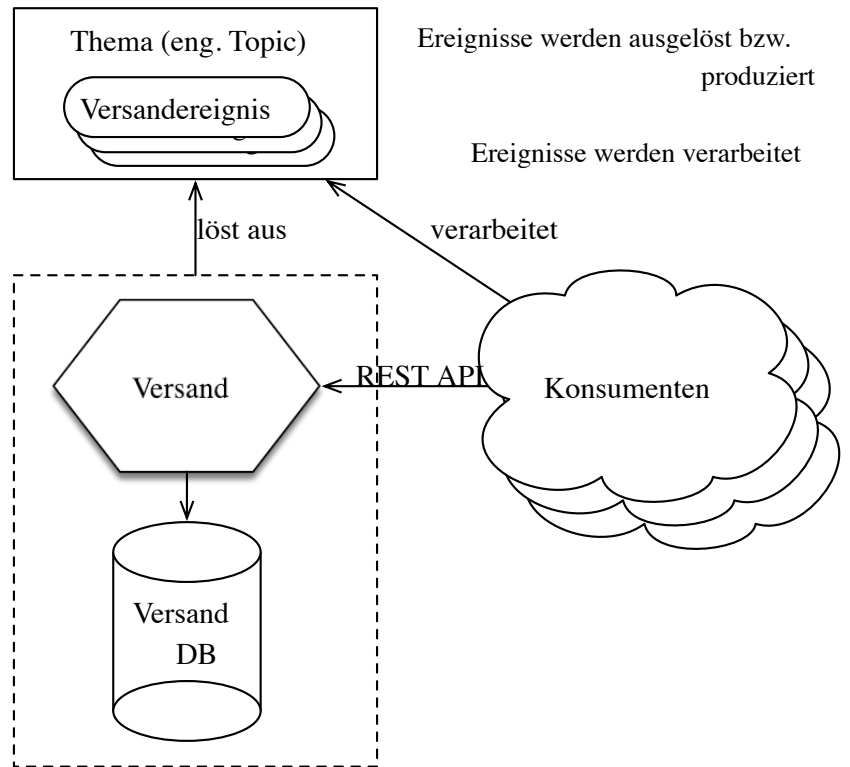 Thema (eng. Topic)
Versandereignis
Ereignisse werden ausgelöst bzw.
produziert
Ereignisse werden verarbeitet
löst aus
verarbeitet
Versand
REST API
Konsumenten
Versand
DB